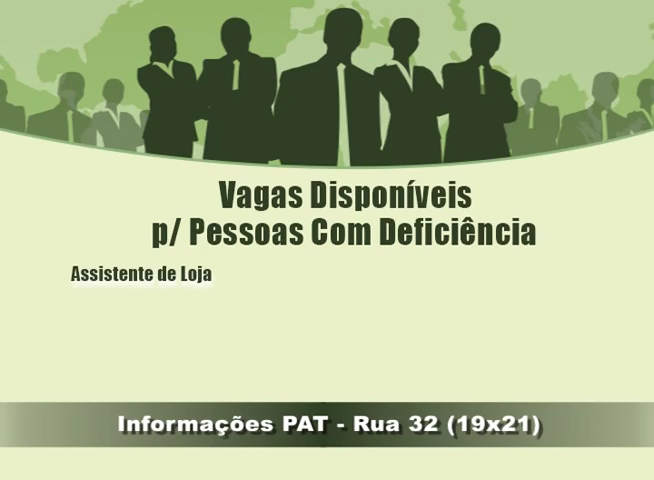 Vagas Disponíveis
p/ Pessoas Com Deficiência
Assistente de Loja
Informações PAT - Rua 32 (19x21)